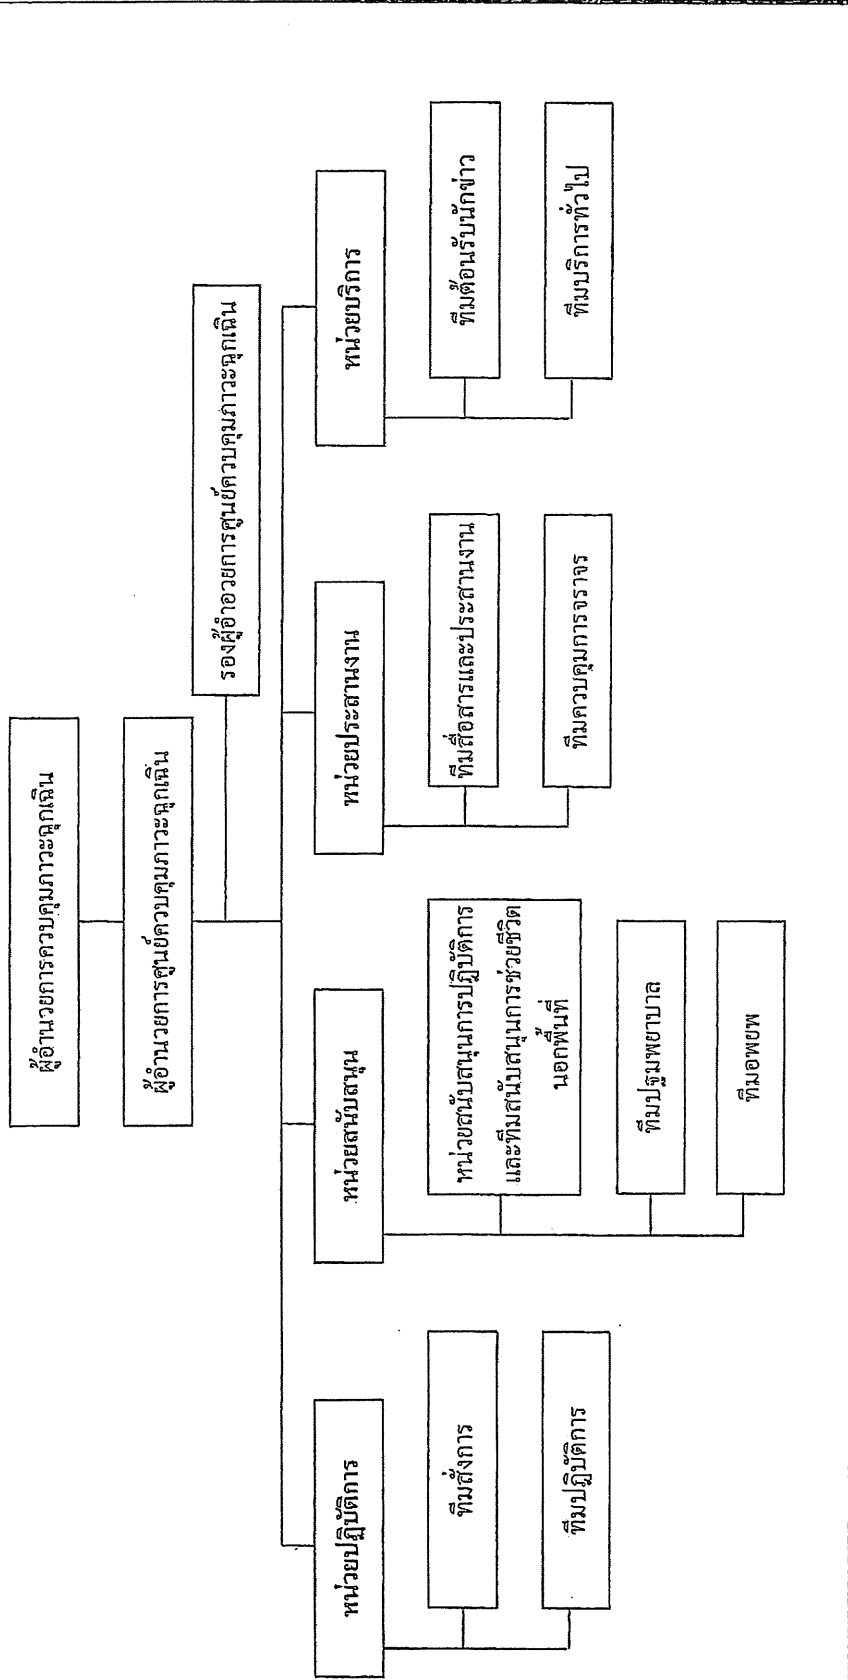 ผู้อำนวยการควบคุมภาวะฉุกเฉิน
ผู้อำนวยการศูนย์ควบคุมภาวะฉุกเฉิน
รองผู้อำอวยการศูนย์ควบคุมภาวะฉุกเฉิน
หน่วยปฏิบัติการ
หน่วยสนับสนุน
หน่วยประสานงาน
หน่วยบริการ
ทีมสั่งการ
ทีมปฏิบัติการ
หน่วยสนับสนุนการปฏิบัติการ
และทีมสนับสนุนการช่วยชีวิต
นอกพื้นที่
ทีมปฐมพยาบาล
ทีมอพยพ
ทีมสื่อสารและประสานงาน
ทีมควบคุมการจราจร
ทีมต้อนรับนักข่าว
ทีมบริการทั่วไป